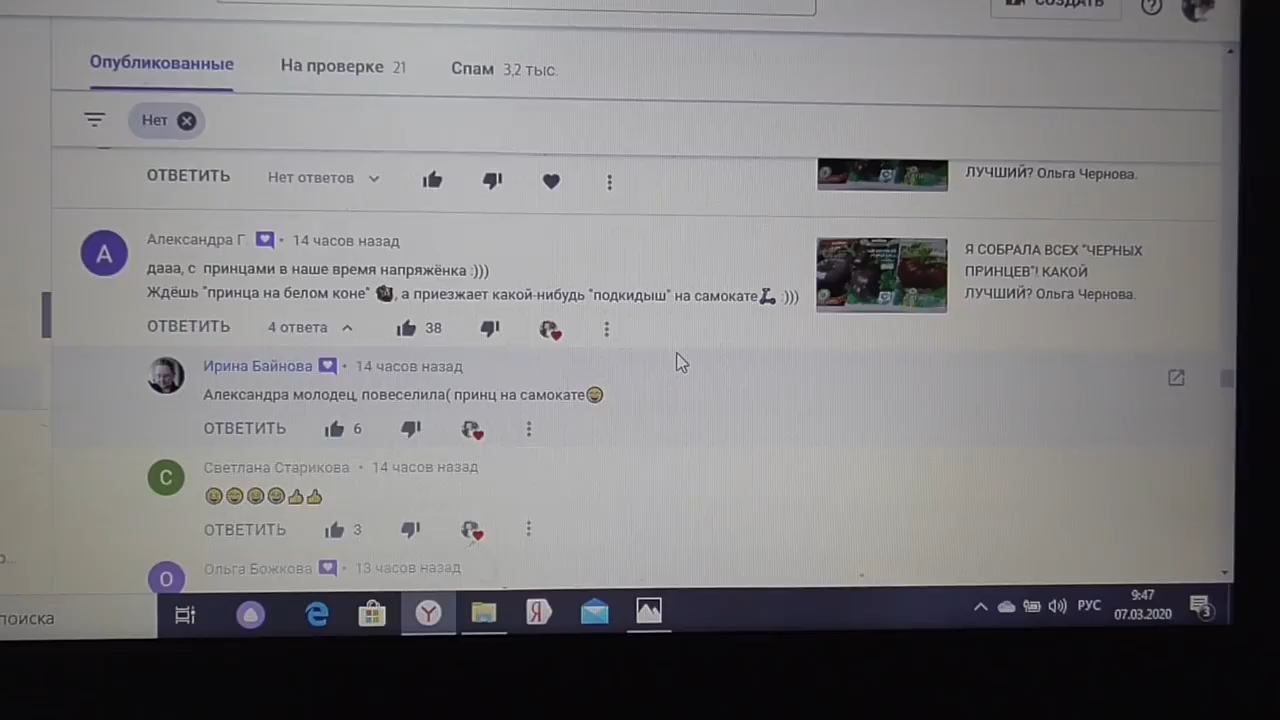 СОЗДАТЬ
Опубликованные На проверке 21 Спам 3,2 тыс.
Нет
ОТВЕТИТЬ Нет ответов
ЛУЧШИЙ? Ольга Чернова.
Александра Г. • 14 часов назад
дааа, с принцами в наше время напряжёнка :)))
Ждёшь "принца на белом коне" , а приезжает какой-нибудь "подкидыш" на самокате :)))
Я СОБРАЛА ВСЕХ "ЧЕРНЫХ
ПРИНЦЕВ"! КАКОЙ
ЛУЧШИЙ? Ольга Чернова.
ОТВЕТИТЬ 4 ответа 38
Ирина Байнова • 14 часов назад
Александра молодец, повеселила( принц на самокате😄
ОТВЕТИТЬ 6
Светлана Старикова • 14 часов назад
😄😄😄😄👍👍
ОТВЕТИТЬ 3
Ольга Божкова • 13 часов назад
поиска
РУС
9:47
07.03.2020
3